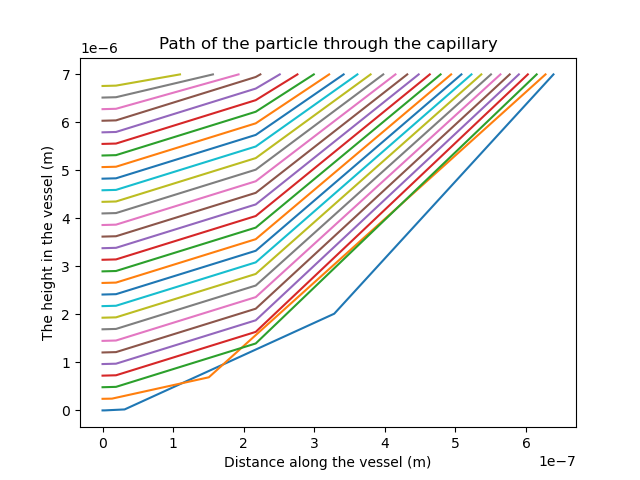 Path of the particle through the capillary
1e−6
7
6
5
4
3
2
1
0
The height in the vessel (m)
0 1 2 3 4 5 6
Distance along the vessel (m)
1e−7